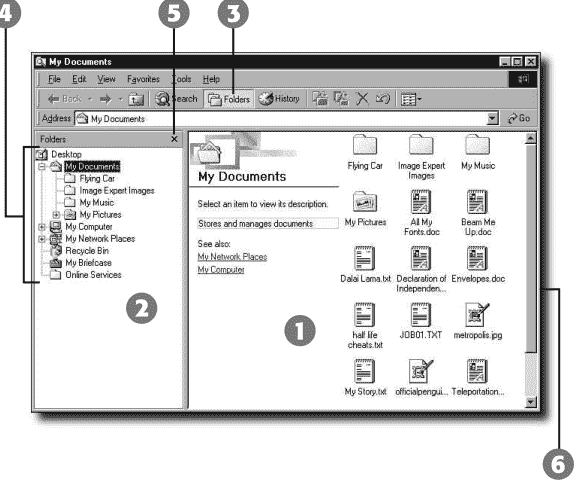 4 5 3
My Documents
File Edit View Favorites Tools Help
Back Search Folders History
Address My Documents Go
Folders
Desktop
My Documents
Flying Car
Image Expert Images
My Music
My Pictures
My Computer
My Network Places
Recycle Bin
My Briefcase
Online Services
2
My Documents
Select an item to view its description.
Stores and manages documents
See also:
My Network Places
My Computer
1
Flying Car Image Expert My Music
Images
My Pictures All My Beam Me
Fonts.doc Up.doc
Dalai Lama.txt Declaration of Envelopes.doc
Independen...
half life JOB01.TXT metropolis.jpg
cheats.txt
My Story.txt officialpengui... Teleportation...
6